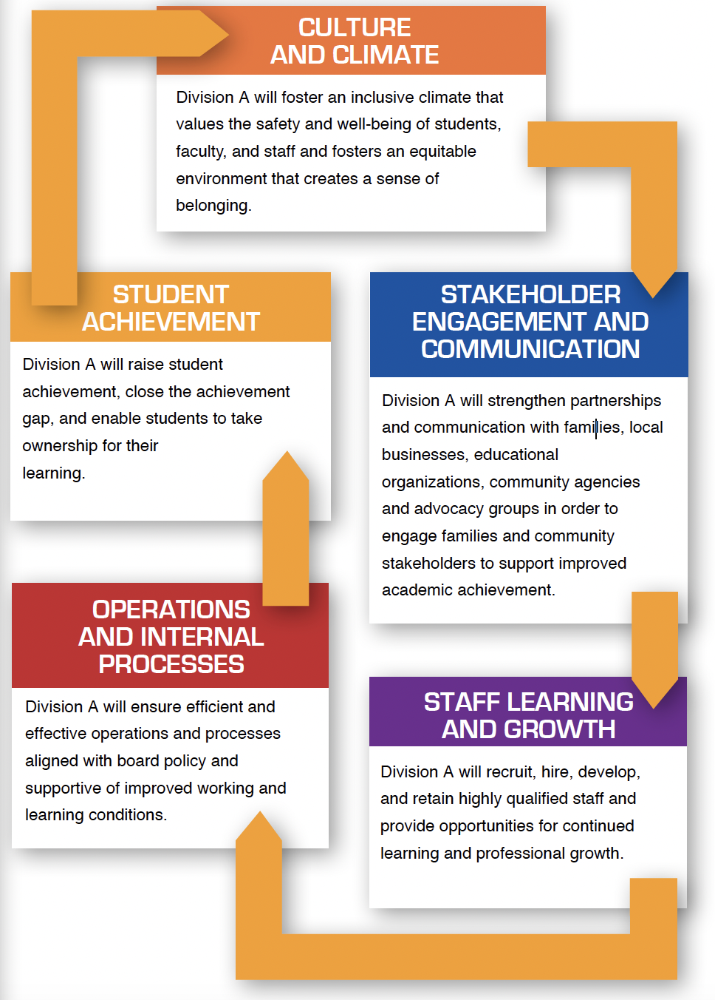 CULTURE
AND CLIMATE
Division A will foster an inclusive climate that
values the safety and well-being of students,
faculty, and staff and fosters an equitable
environment that creates a sense of
belonging.
STUDENT
ACHIEVEMENT
Division A will raise student
achievement, close the achievement
gap, and enable students to take
ownership for their
learning.
STAKEHOLDER
ENGAGEMENT AND
COMMUNICATION
Division A will strengthen partnerships
and communication with families, local
businesses, educational
organizations, community agencies
and advocacy groups in order to
engage families and community
stakeholders to support improved
academic achievement.
OPERATIONS
AND INTERNAL
PROCESSES
Division A will ensure efficient and
effective operations and processes
aligned with board policy and
supportive of improved working and
learning conditions.
STAFF LEARNING
AND GROWTH
Division A will recruit, hire, develop,
and retain highly qualified staff and
provide opportunities for continued
learning and professional growth.